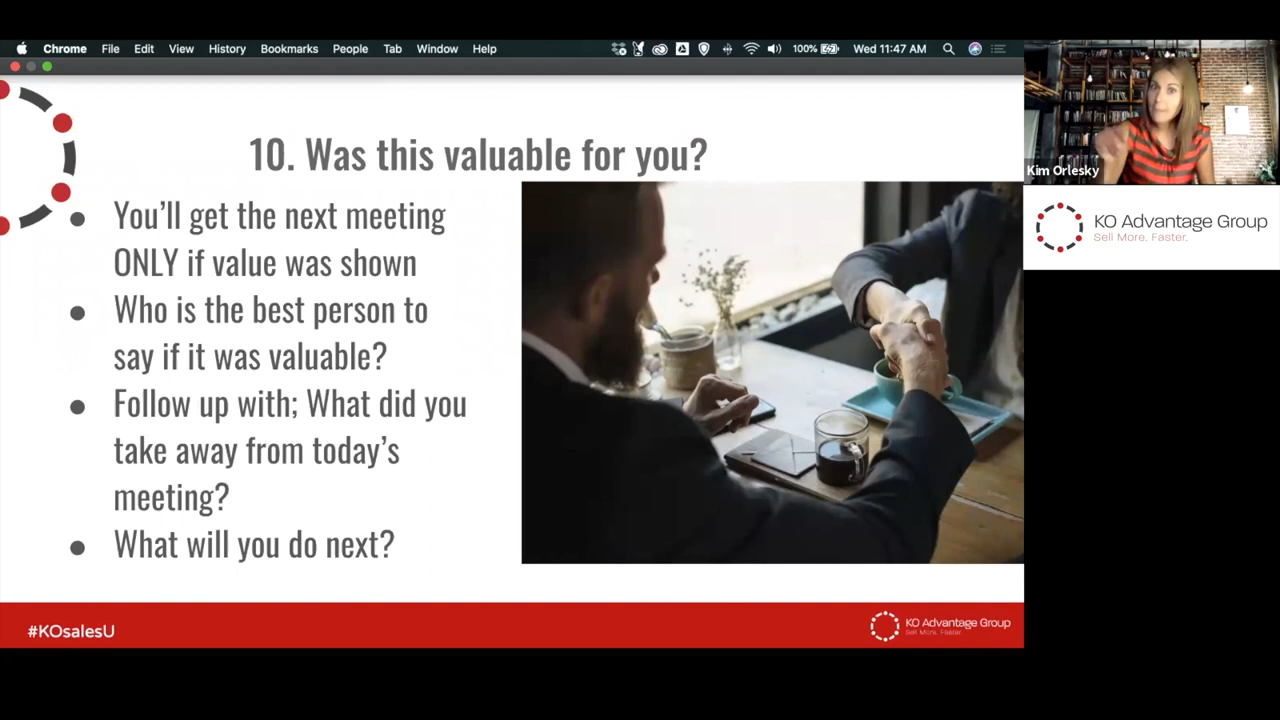 Chrome File Edit View History Bookmarks People Tab Window Help 100% Wed 11:47 AM
10. Was this valuable for you?
● You’ll get the next meeting
ONLY if value was shown
● Who is the best person to
say if it was valuable?
● Follow up with; What did you
take away from today’s
meeting?
● What will you do next?
#KOsalesU
KO Advantage Group
Sell More. Faster.
Kim Orlesky
KO Advantage Group
Sell More. Faster.